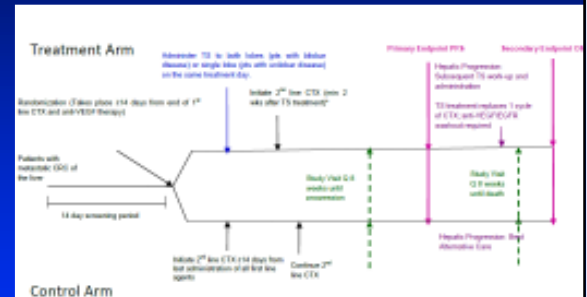 Treatment Arm
Administer TS to both lobes (pts with bilobar
disease) or single lobe (pts with unilobar disease)
on the same treatment day.
Primary Endpoint PFS
Secondary Endpoint OS
Hepatic Progression:
Subsequent TS work-up and
administration
TS treatment replaces 1 cycle
of CTX; anti-VEGF/EGFR
washout required
Randomization (Takes place ±14 days from end of 1st
line CTX and anti-VEGF therapy)
Initiate 2nd line CTX (min 2
wks after TS treatment)*
Patients with
metastatic CRC of
the liver
14 day screening period
Study Visit Q 8
weeks until
progression
Study Visit
Q 8 weeks until
death
Initiate 2nd line CTX ±14 days from
last administration of all first line
agents
Continue 2nd
line CTX
Hepatic Progression: Best
Alternative Care
Control Arm